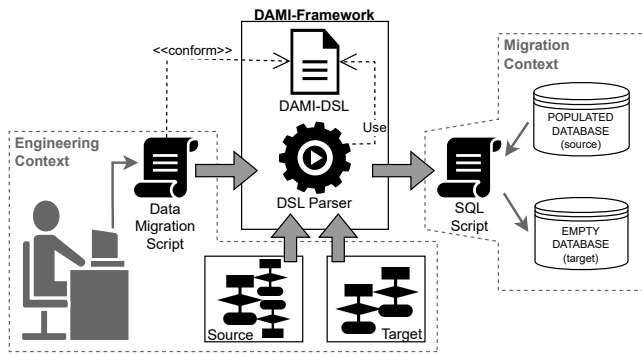 DAMI-Framework
<<conform>>
DAMI-DSL
Use
DSL Parser
Engineering
Context
Data
Migration
Script
Source
Target
Migration
Context
SQL
Script
POPULATED
DATABASE
(source)
EMPTY
DATABASE
(target)